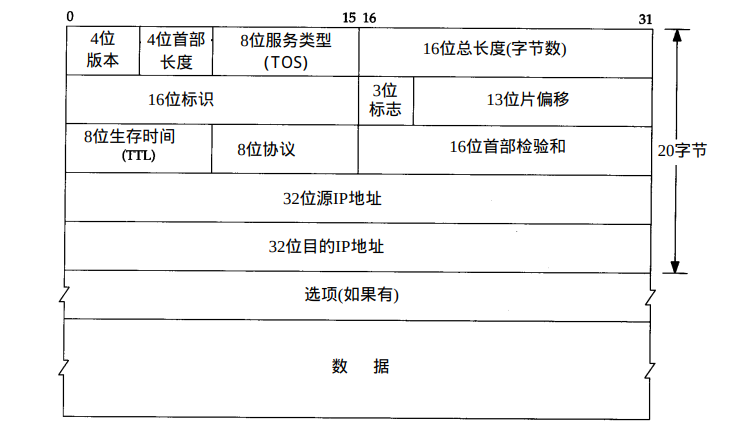 0 15 16 31
4位
版本
4位首部
长度
8位服务类型
(TOS)
16位总长度(字节数)
16位标识
3位
标志
13位片偏移
8位生存时间
(TTL)
8位协议
16位首部检验和
20字节
32位源IP地址
32位目的IP地址
选项(如果有)
数 据